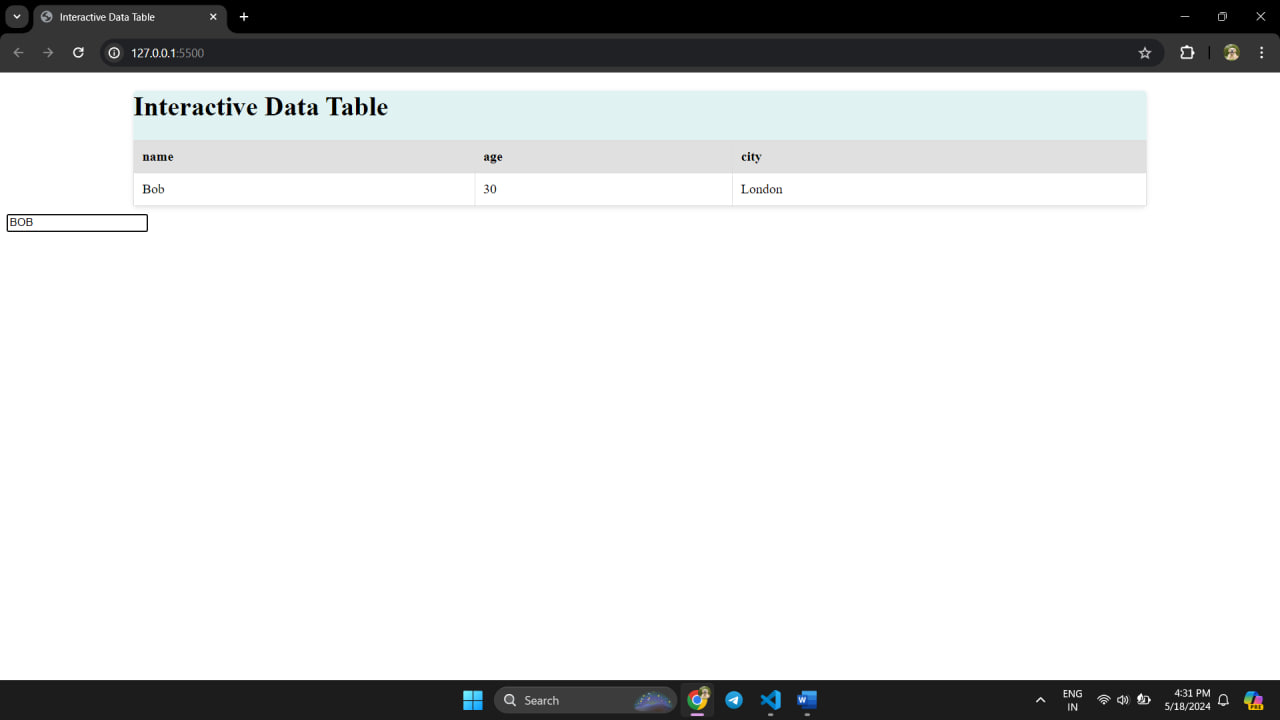 Interactive Data Table
127.0.0.1:5500
Interactive Data Table
name age city
Bob 30 London
BOB
Search
ENG
IN
4:31 PM
5/18/2024
PRE